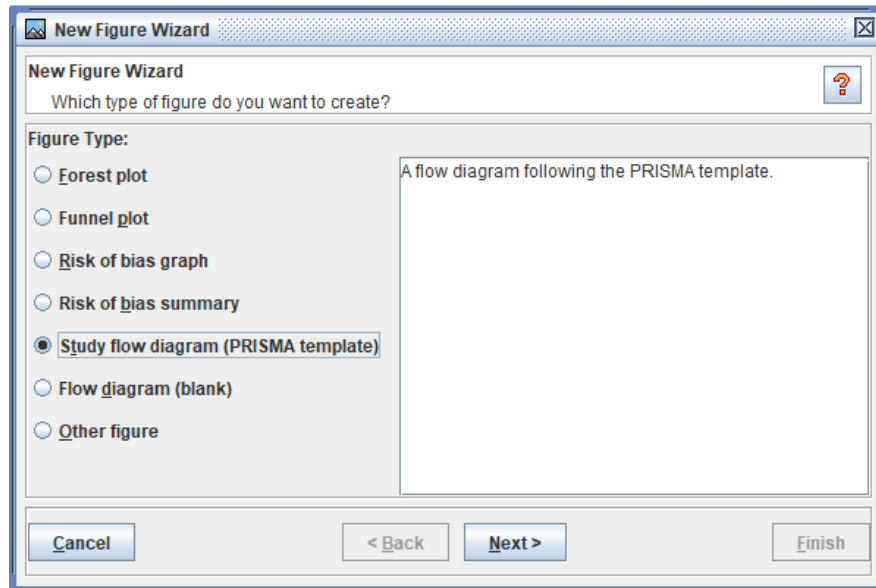 New Figure Wizard
New Figure Wizard
Which type of figure do you want to create?
?
Figure Type:
Forest plot
A flow diagram following the PRISMA template.
Funnel plot
Risk of bias graph
Risk of bias summary
Study flow diagram (PRISMA template)
Flow diagram (blank)
Other figure
Cancel
< Back
Next >
Finish